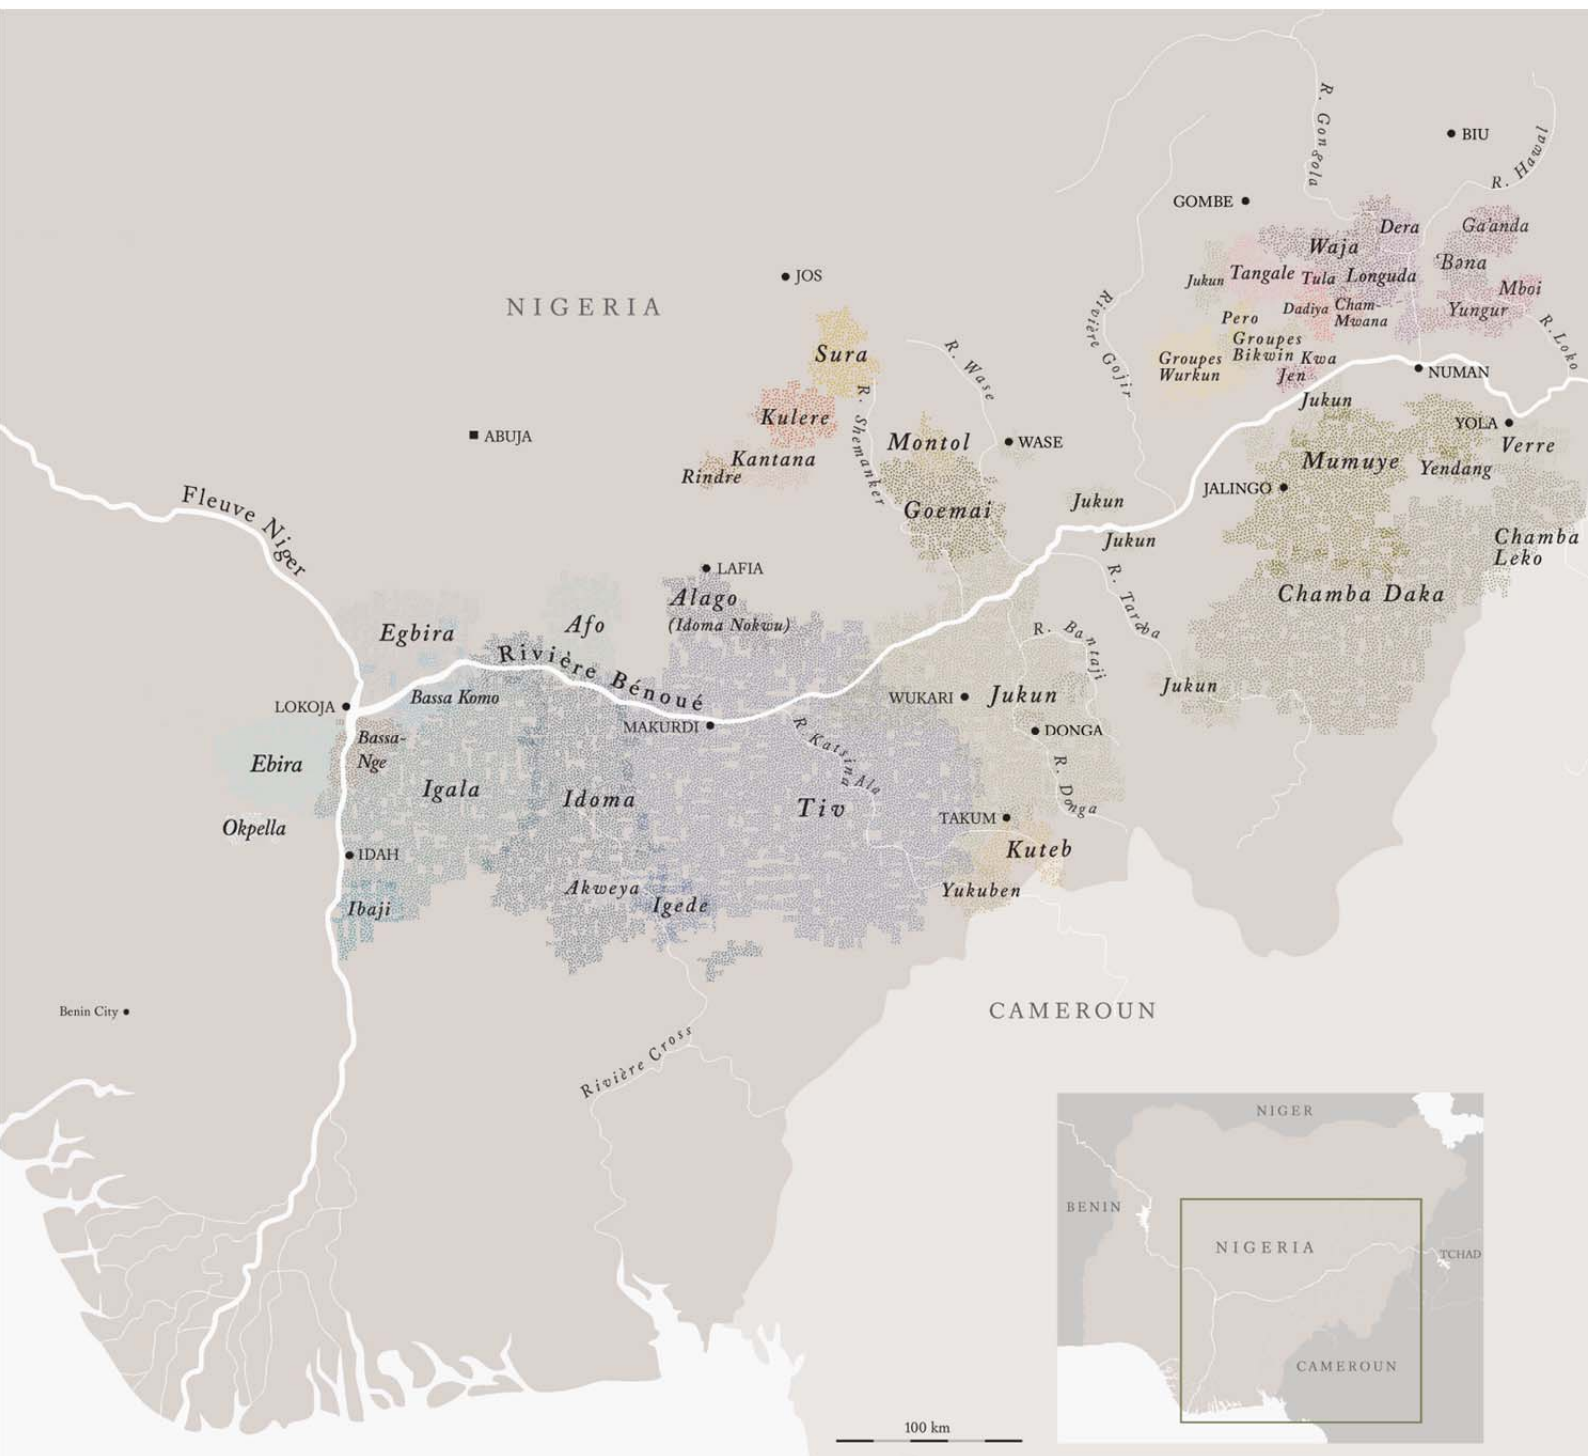 BIU
R. Gongola
R. Hawal
GOMBE
Dera
Ga'anda
Waja
'Bəna
JOS
Jukun
Tangale
Tula
Longuda
Mboi
NIGERIA
Rivière Gojir
Dadiya
Cham-
Mwana
Yungur
Pero
R. Loko
Sura
R. Wase
Groupes
Bikwin
Groupes
Wurkun
Kwa
Jen
NUMAN
Jukun
Kulere
R. Shemanker
Montol
WASE
YOLA
Verre
ABUJA
Kantana
Rindre
Mumuye
Yendang
JALINGO
Fleuve Niger
Goemai
Jukun
Jukun
Chamba
Leko
LAFIA
Alago
(Idoma Nokwu)
R. Taraba
Chamba Daka
Egbira
Afo
R. Bantaji
Rivière Bénoué
Bassa Komo
WUKARI
Jukun
Jukun
LOKOJA
MAKURDI
DONGA
Bassa-
Nge
R Katsina Ala
Ebira
Igala
Idoma
Tiv
R. Donga
Okpella
TAKUM
IDAH
Kuteb
Akweya
Igede
Yukuben
Ibaji
Benin City
CAMEROUN
Rivière Cross
NIGER
BENIN
NIGERIA
TCHAD
CAMEROUN
100 km